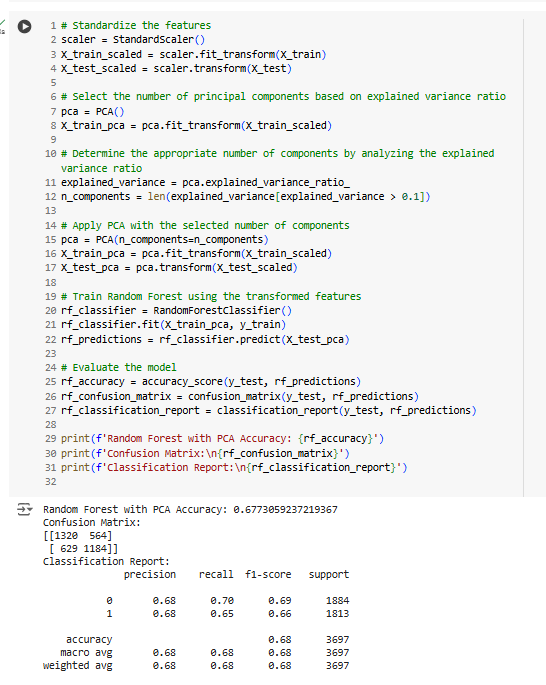 1 # Standardize the features
2 scaler = StandardScaler()
3 X_train_scaled = scaler.fit_transform(X_train)
4 X_test_scaled = scaler.transform(X_test)
5
6 # Select the number of principal components based on explained variance ratio
7 pca = PCA()
8 X_train_pca = pca.fit_transform(X_train_scaled)
9
10 # Determine the appropriate number of components by analyzing the explained
variance ratio
11 explained_variance = pca.explained_variance_ratio_
12 n_components = len(explained_variance[explained_variance > 0.1])
13
14 # Apply PCA with the selected number of components
15 pca = PCA(n_components=n_components)
16 X_train_pca = pca.fit_transform(X_train_scaled)
17 X_test_pca = pca.transform(X_test_scaled)
18
19 # Train Random Forest using the transformed features
20 rf_classifier = RandomForestClassifier()
21 rf_classifier.fit(X_train_pca, y_train)
22 rf_predictions = rf_classifier.predict(X_test_pca)
23
24 # Evaluate the model
25 rf_accuracy = accuracy_score(y_test, rf_predictions)
26 rf_confusion_matrix = confusion_matrix(y_test, rf_predictions)
27 rf_classification_report = classification_report(y_test, rf_predictions)
28
29 print(f'Random Forest with PCA Accuracy: {rf_accuracy}')
30 print(f'Confusion Matrix:\n{rf_confusion_matrix}')
31 print(f'Classification Report:\n{rf_classification_report}')
32
Random Forest with PCA Accuracy: 0.6773059237219367
Confusion Matrix:
[[1320 564]
[ 629 1184]]
Classification Report:
precision recall f1-score support
0 0.68 0.70 0.69 1884
1 0.68 0.65 0.66 1813
accuracy 0.68 3697
macro avg 0.68 0.68 0.68 3697
weighted avg 0.68 0.68 0.68 3697